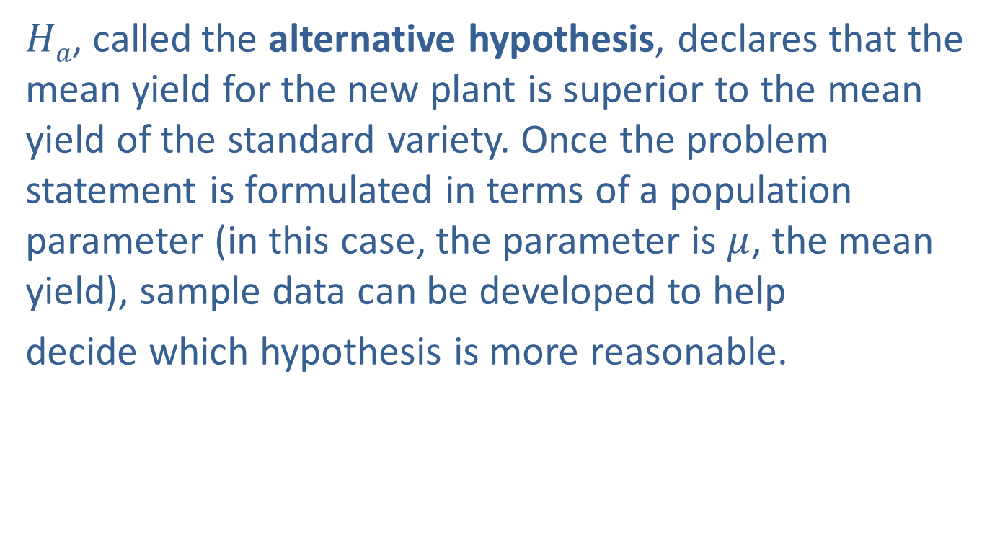 𝐻ₐ, called the alternative hypothesis, declares that the
mean yield for the new plant is superior to the mean
yield of the standard variety. Once the problem
statement is formulated in terms of a population
parameter (in this case, the parameter is 𝜇, the mean
yield), sample data can be developed to help
decide which hypothesis is more reasonable.